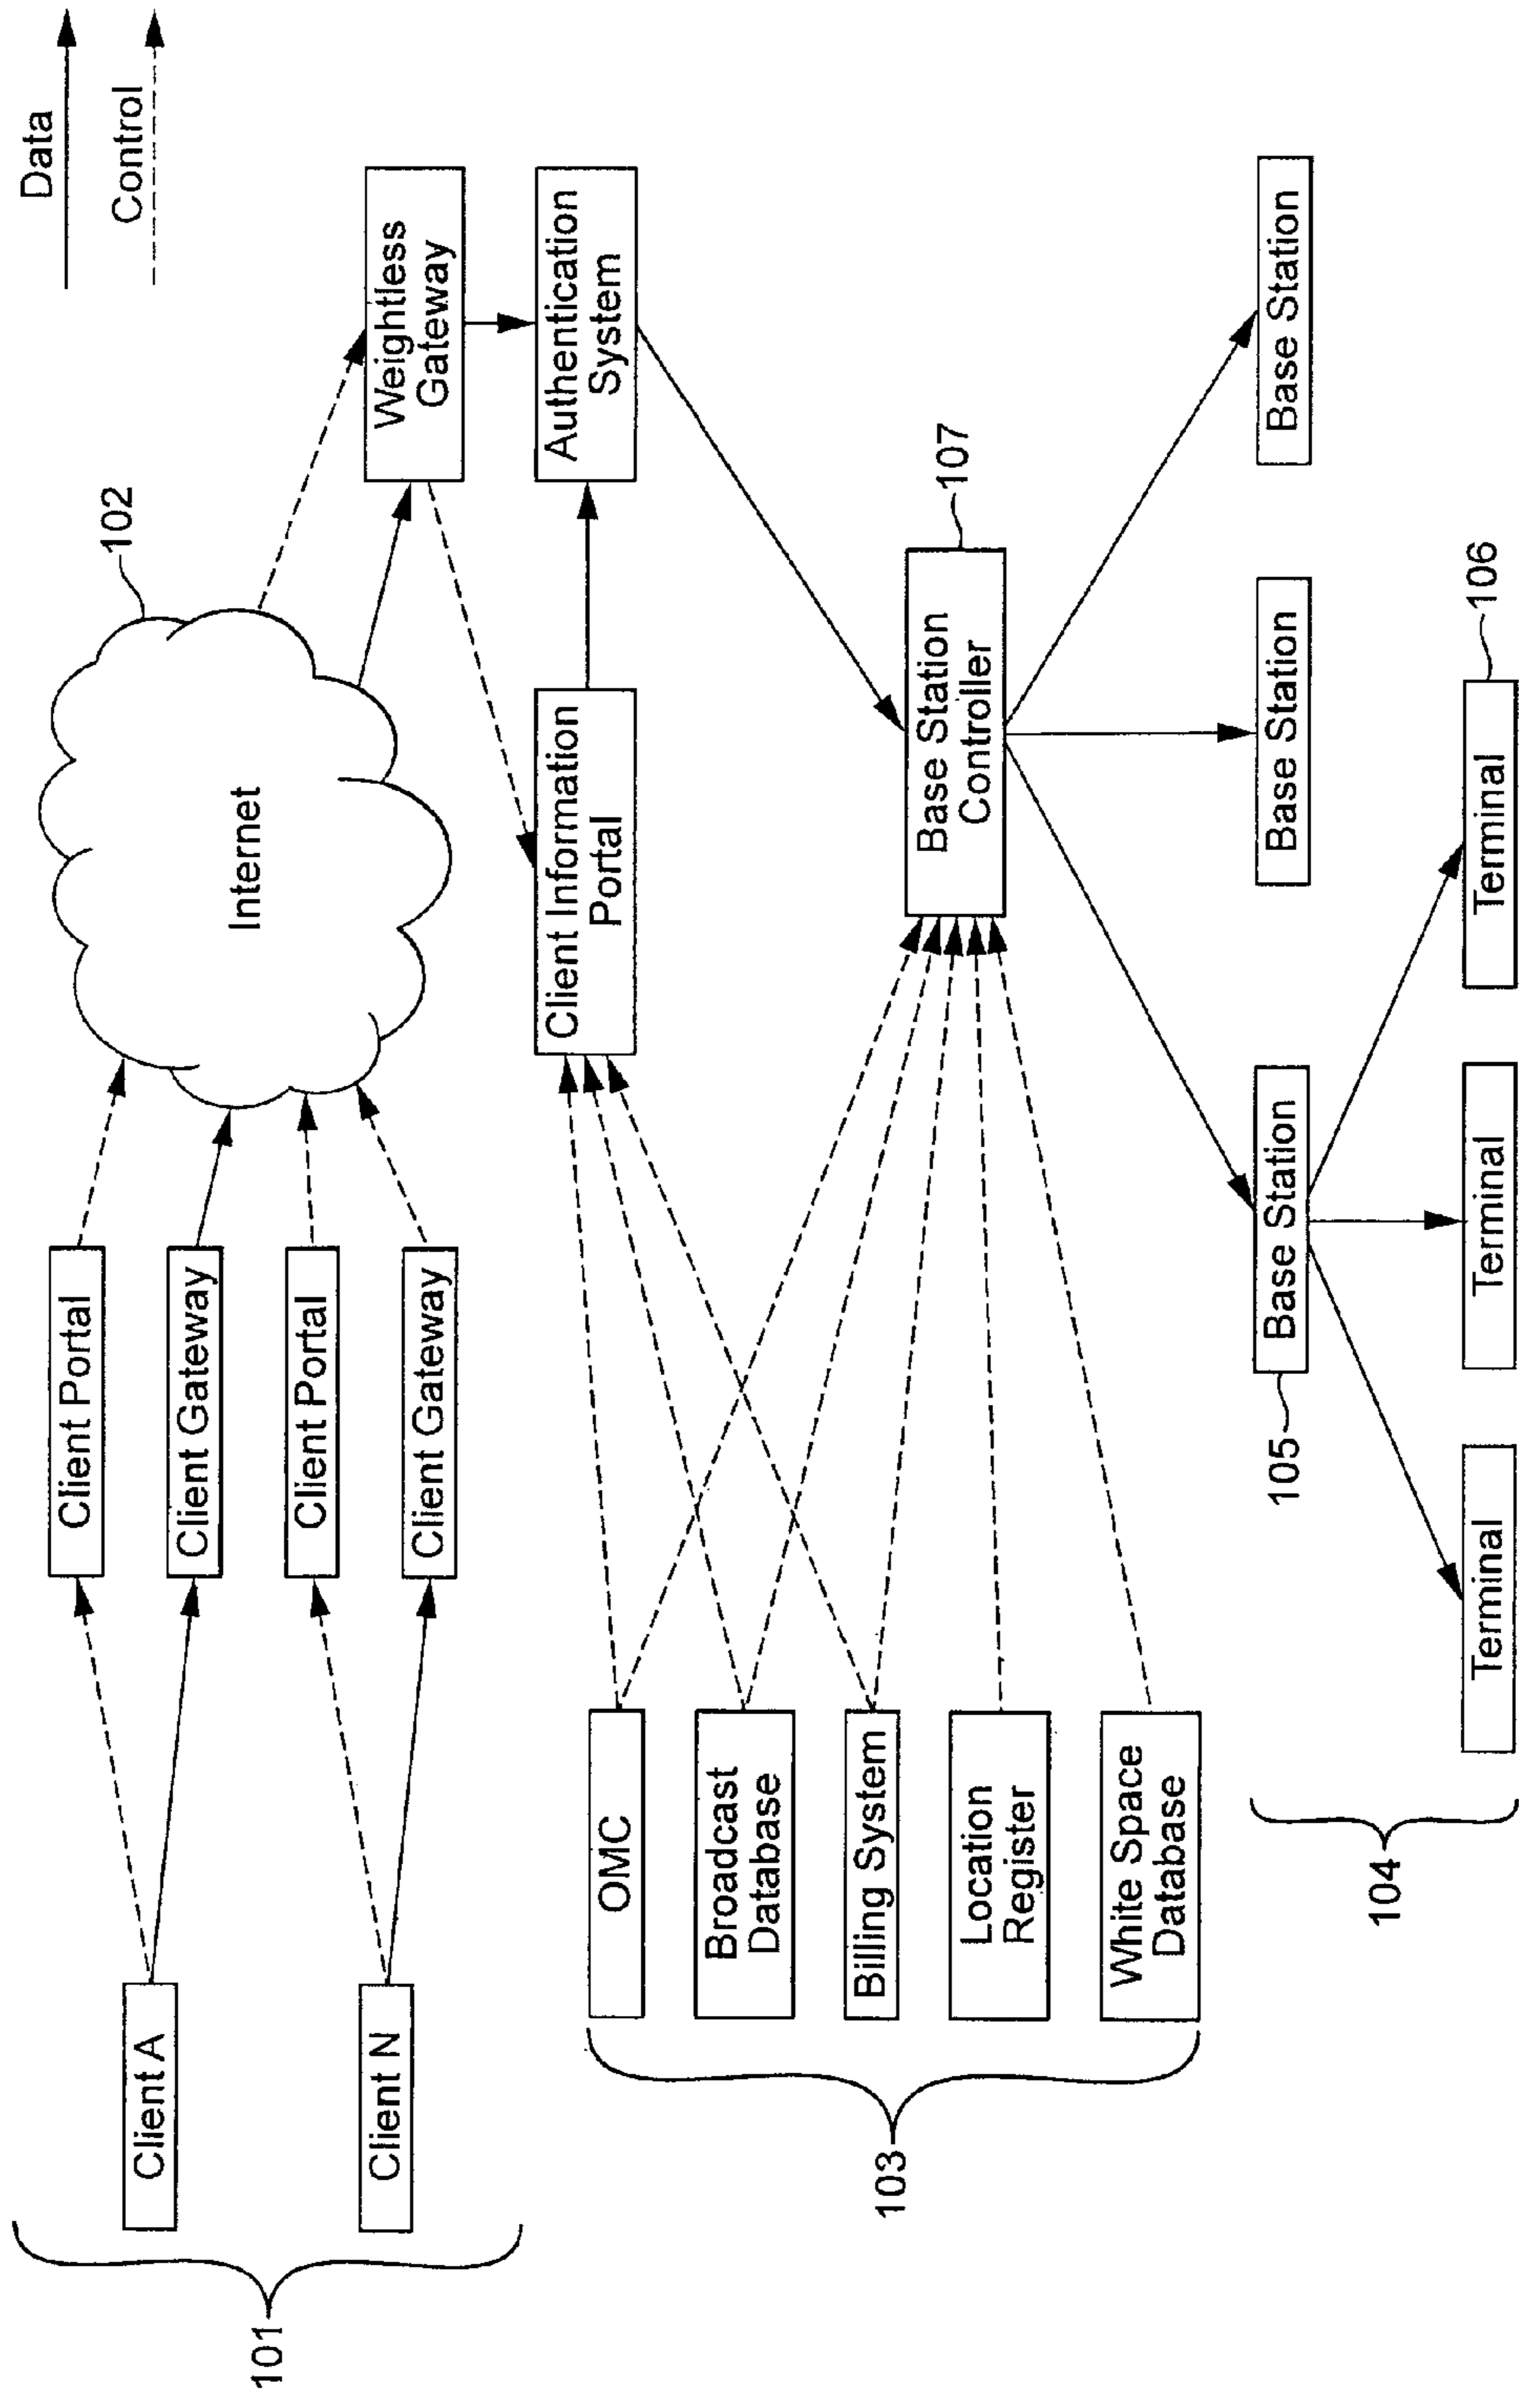 Data
Control
102
Client Portal
Client Gateway
Client Portal
Client Gateway
Client A
Client N
101
Internet
Weightless
Gateway
Authentication
System
Client Information
Portal
OMC
Broadcast
Database
Billing System
Location
Register
White Space
Database
103
Base Station
Controller
107
Base Station
Base Station
Base Station
105
Terminal
Terminal
Terminal
106
104